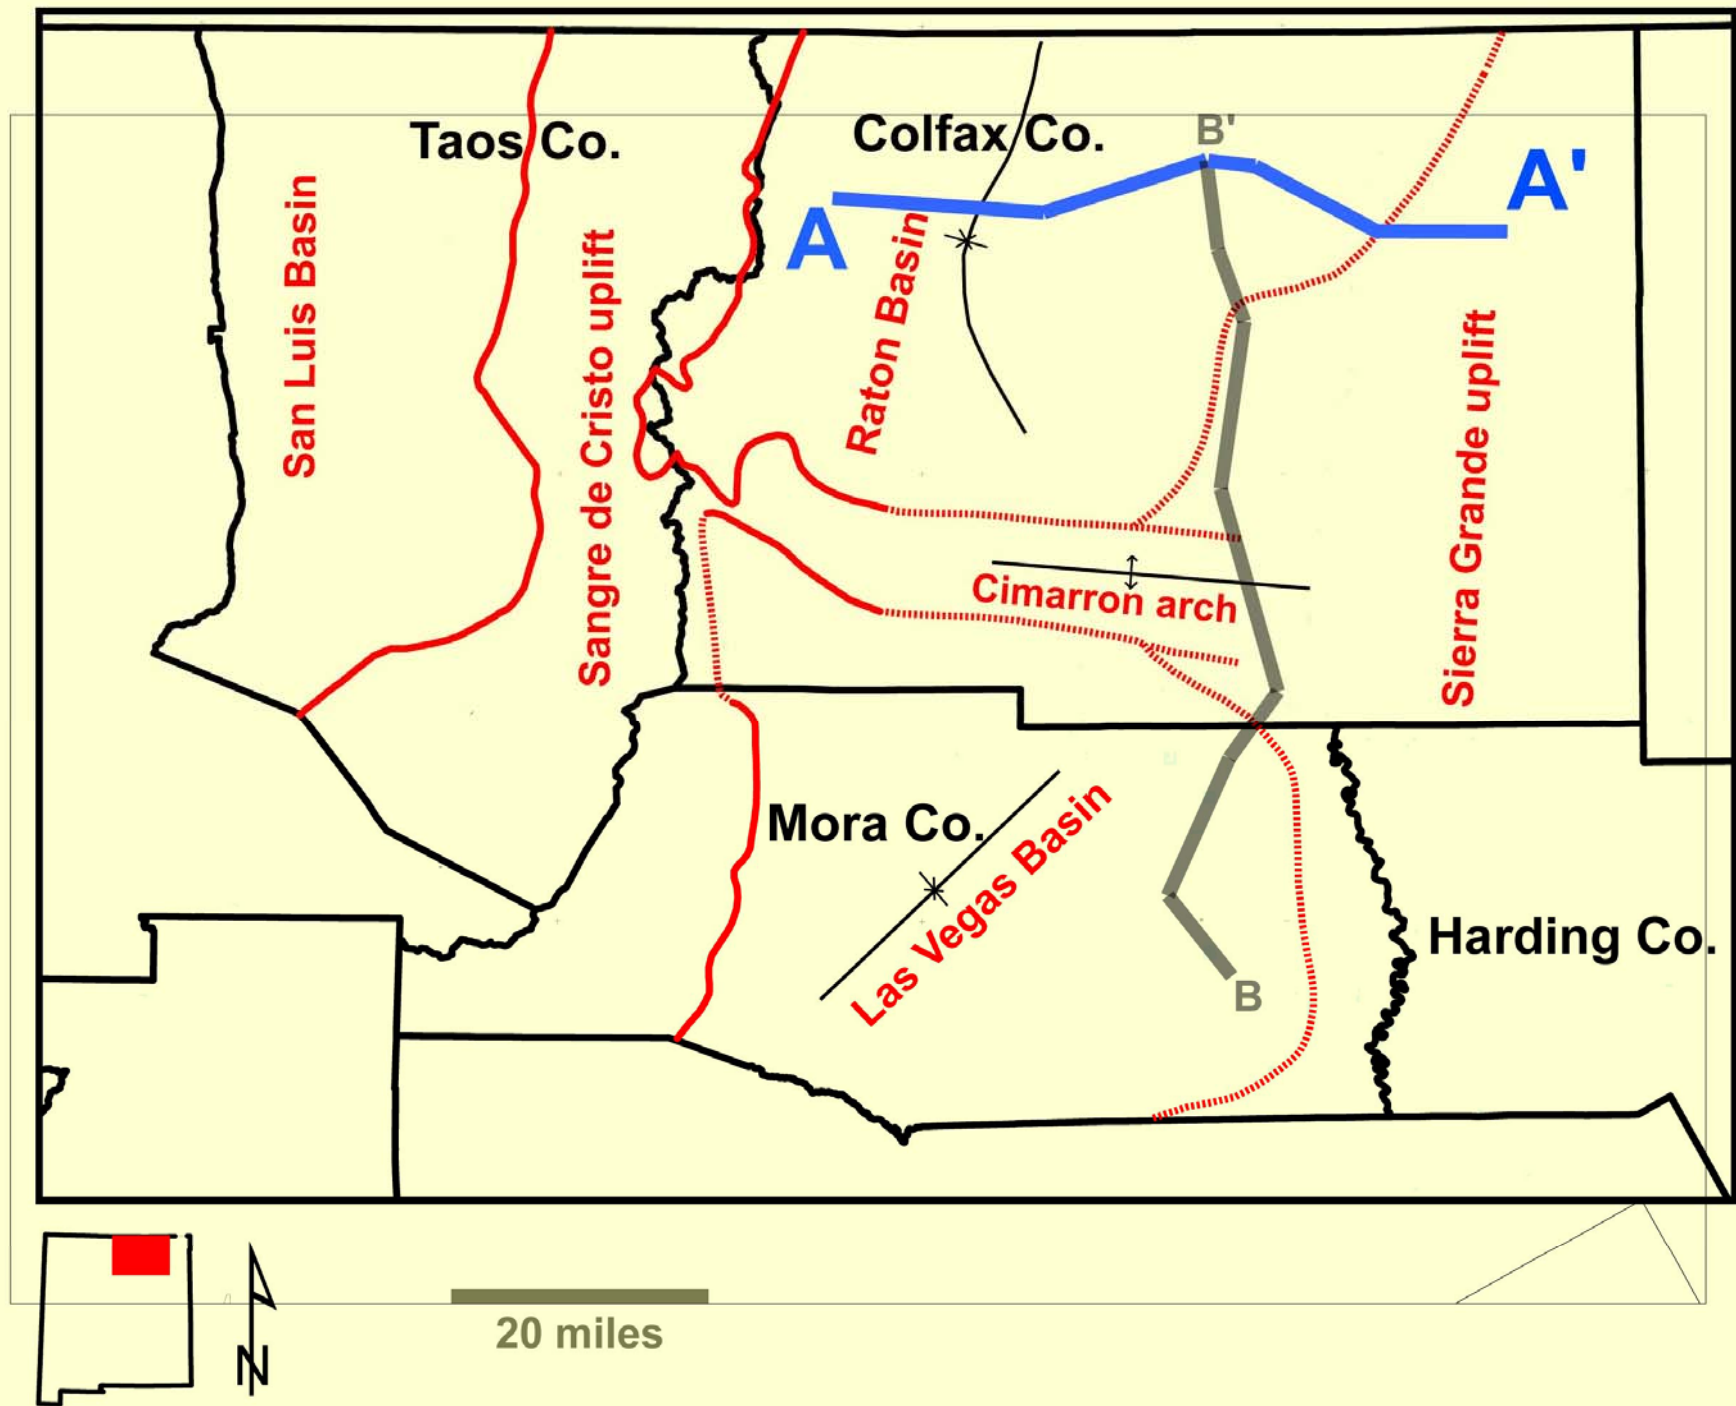 Taos Co.
Colfax Co.
B'
A'
A
San Luis Basin
Sangre de Cristo uplift
Raton Basin
Sierra Grande uplift
Cimarron arch
Mora Co.
Las Vegas Basin
Harding Co.
B
20 miles
N